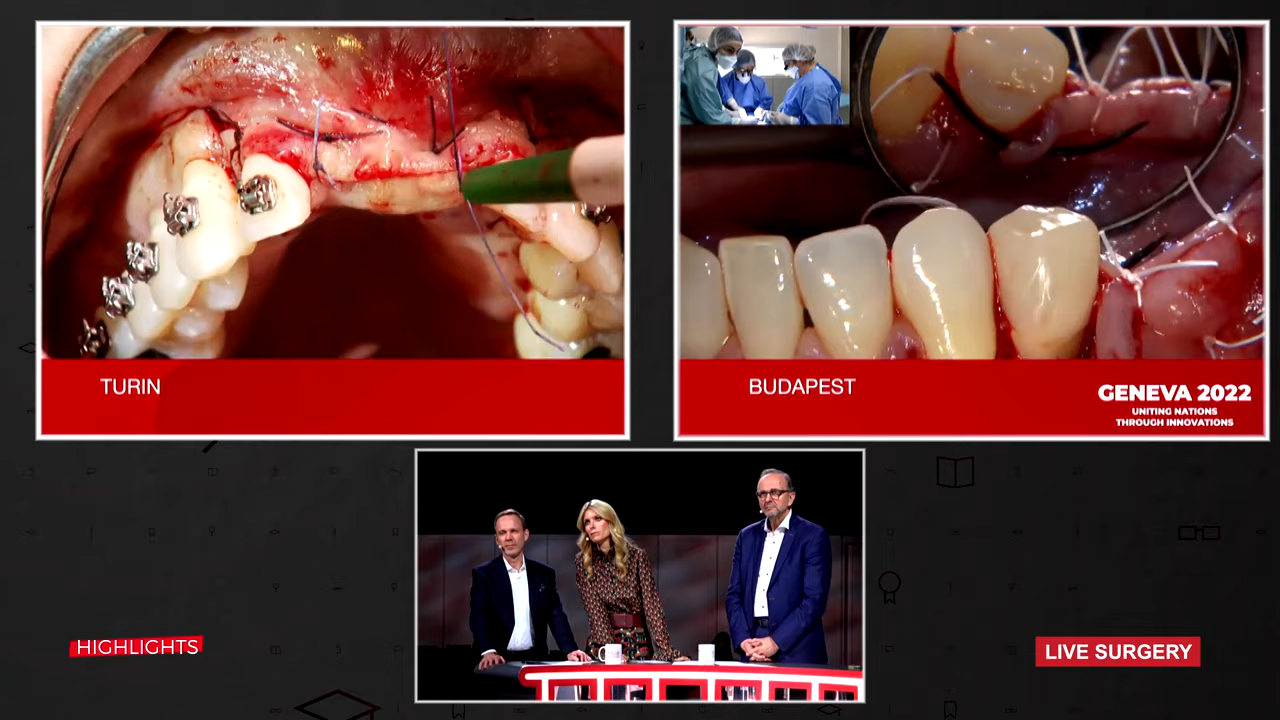 TURIN
BUDAPEST
GENEVA 2022
UNITING NATIONS
THROUGH INNOVATIONS
HIGHLIGHTS
LIVE SURGERY